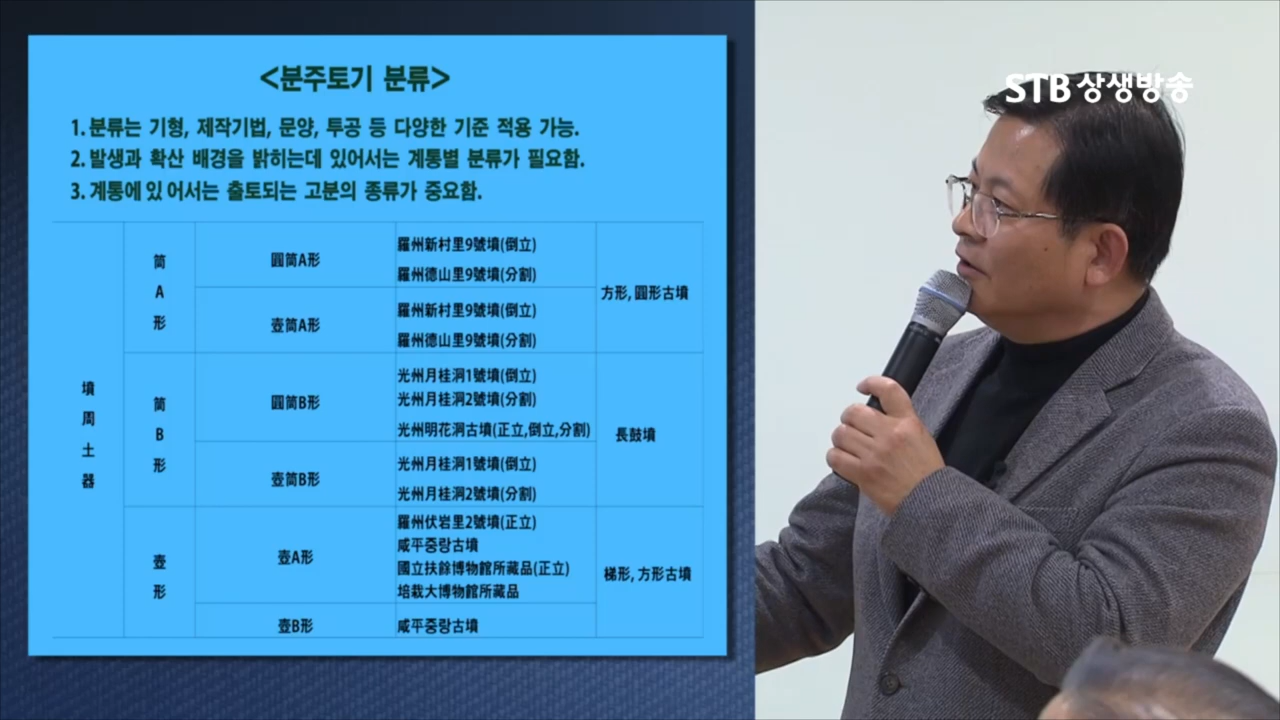 <분주토기 분류>
1. 분류는 기형, 제작기법, 문양, 투공 등 다양한 기준 적용 가능.
2. 발생과 확산 배경을 밝히는데 있어서는 계통별 분류가 필요함.
3. 계통에있 어서는 출토되는 고분의 종류가 중요함.
墳周土器
筒A形
圓筒A形
羅州新村里9號墳(倒立)
羅州德山里9號墳(分割)
壺筒A形
羅州新村里9號墳(倒立)
羅州德山里9號墳(分割)
方形, 圓形古墳
筒B形
圓筒B形
光州月桂洞1號墳(倒立)
光州月桂洞2號墳(分割)
光州明花洞古墳(正立,倒立,分割)
壺筒B形
光州月桂洞1號墳(倒立)
光州月桂洞2號墳(分割)
長鼓墳
壺形
壺A形
羅州伏岩里2號墳(正立)
咸平중랑古墳
國立扶餘博物館所藏品(正立)
培栽大博物館所藏品
壺B形
咸平중랑古墳
梯形, 方形古墳
STB 상생방송